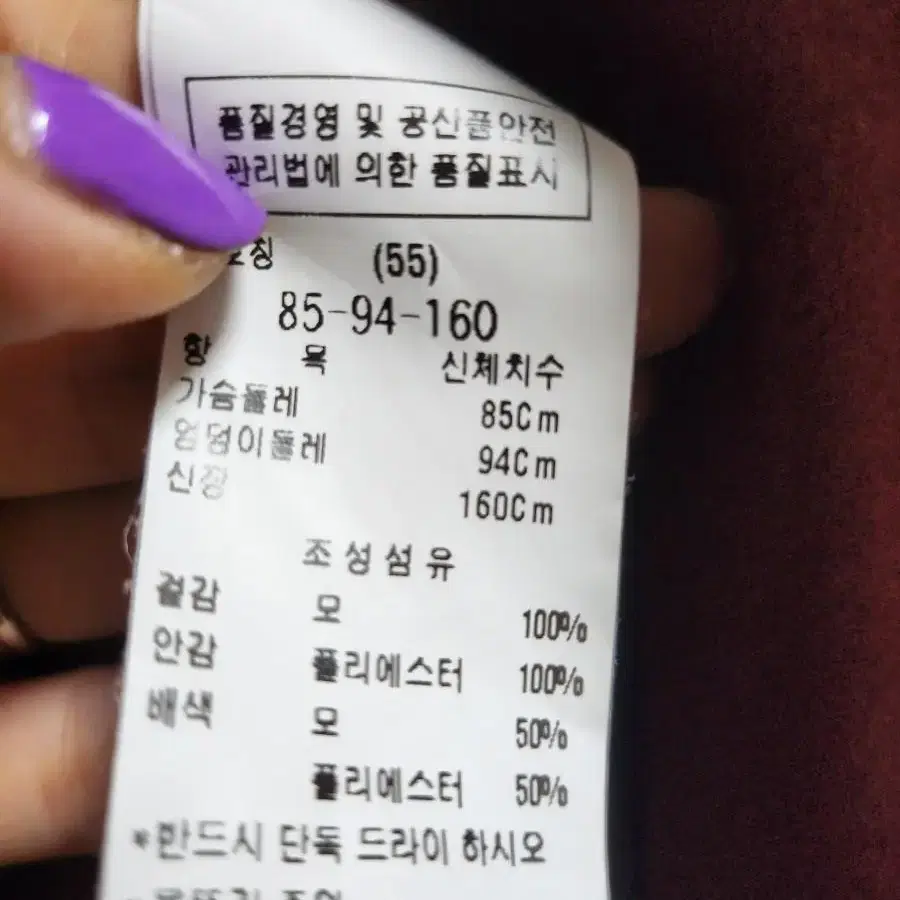 품질경영 및 공산품안전
관리법에 의한 품질표시
호칭 (55)
85-94-160
항 목 신체치수
가슴둘레 85Cm
엉덩이둘레 94Cm
신장 160Cm
조성섬유
겉감 모 100%
안감 폴리에스터 100%
배색 모 50%
폴리에스터 50%
*반드시 단독 드라이 하시오